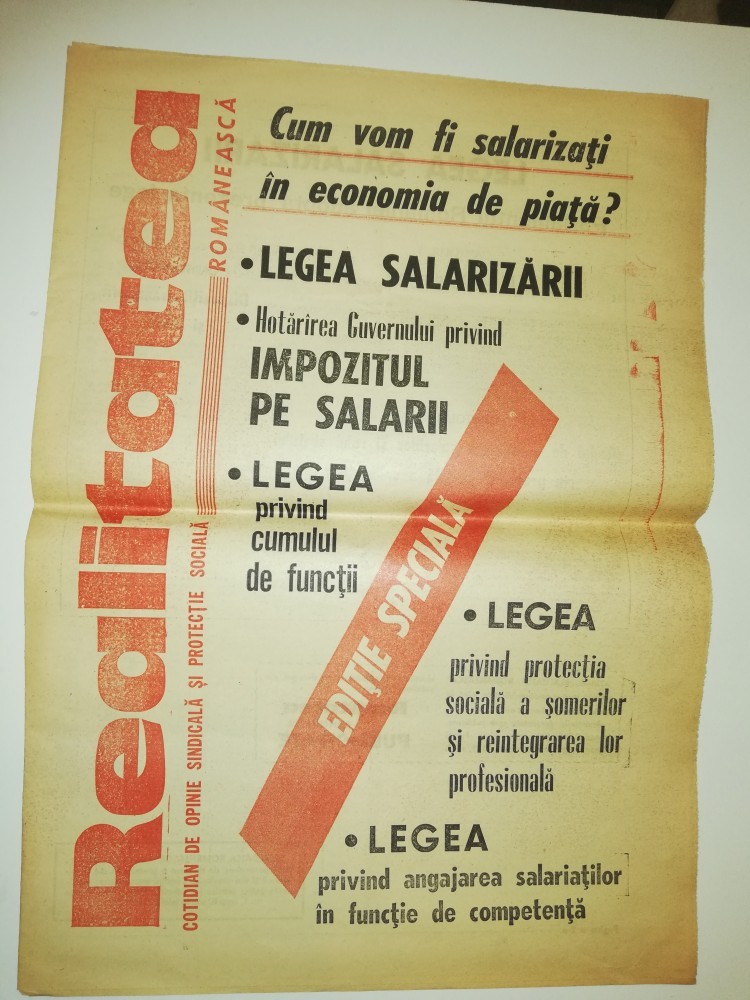 Realitatea
ROMÂNEASCĂ
COTIDIAN DE OPINIE SINDICALĂ ŞI PROTECŢIE SOCIALĂ
Cum vom fi salarizaţi
în economia de piaţă?
• LEGEA SALARIZĂRII
• Hotărîrea Guvernului privind
IMPOZITUL
PE SALARII
• LEGEA
privind
cumulul
de funcţii
EDIŢIE SPECIALĂ
• LEGEA
privind protecţia
socială a şomerilor
şi reintegrarea lor
profesională
• LEGEA
privind angajarea salariaţilor
în funcţie de competenţă